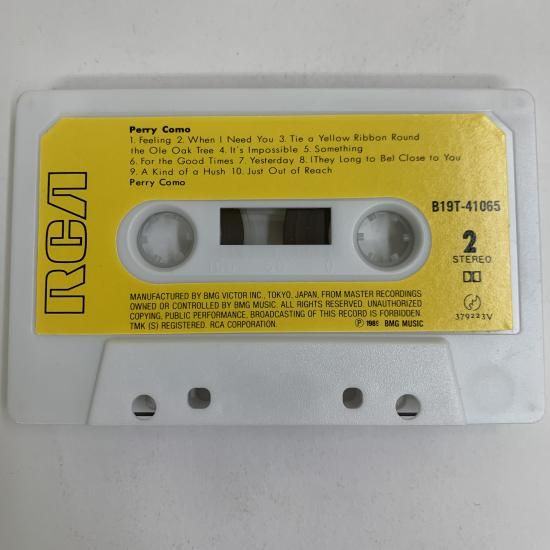 Perry Como
1. Feeling 2. When I Need You 3. Tie a Yellow Ribbon Round
the Ole Oak Tree 4. It's Impossible 5. Something
6. For the Good Times 7. Yesterday 8. (They Long to Be) Close to You
9. A Kind of a Hush 10. Just Out of Reach
Perry Como
RCA
B19T-41065
2
STEREO
MANUFACTURED BY BMG VICTOR INC., TOKYO, JAPAN, FROM MASTER RECORDINGS
OWNED OR CONTROLLED BY BMG MUSIC. ALL RIGHTS RESERVED. UNAUTHORIZED
COPYING, PUBLIC PERFORMANCE, BROADCASTING OF THIS RECORD IS FORBIDDEN.
TMK (S) REGISTERED. RCA CORPORATION. Ⓟ 1989 BMG MUSIC
379223V